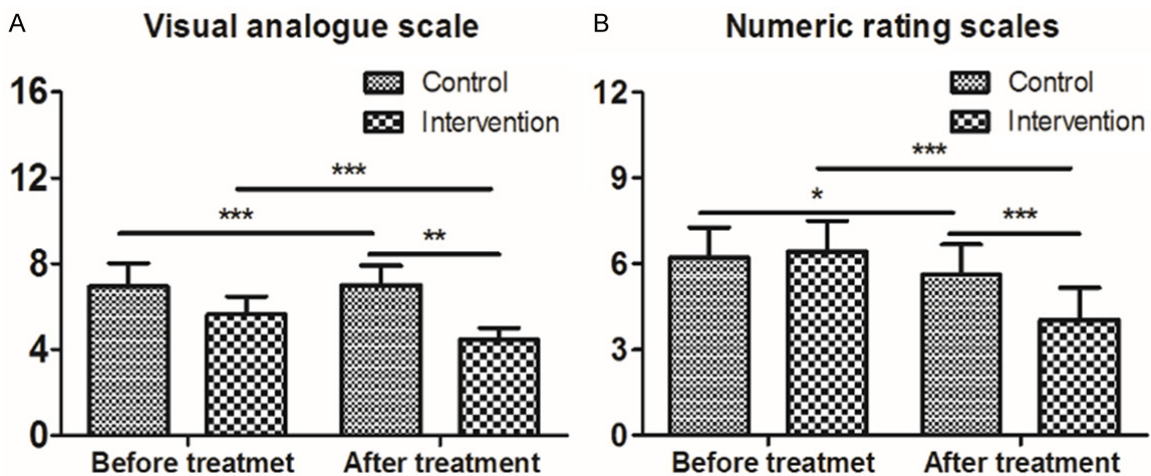 A
Visual analogue scale
16
12
8
4
0
Control
Intervention
***
***
**
Before treatmet
After treatment
B
Numeric rating scales
12
9
6
3
0
Control
Intervention
***
*
***
Before treatmet
After treatment